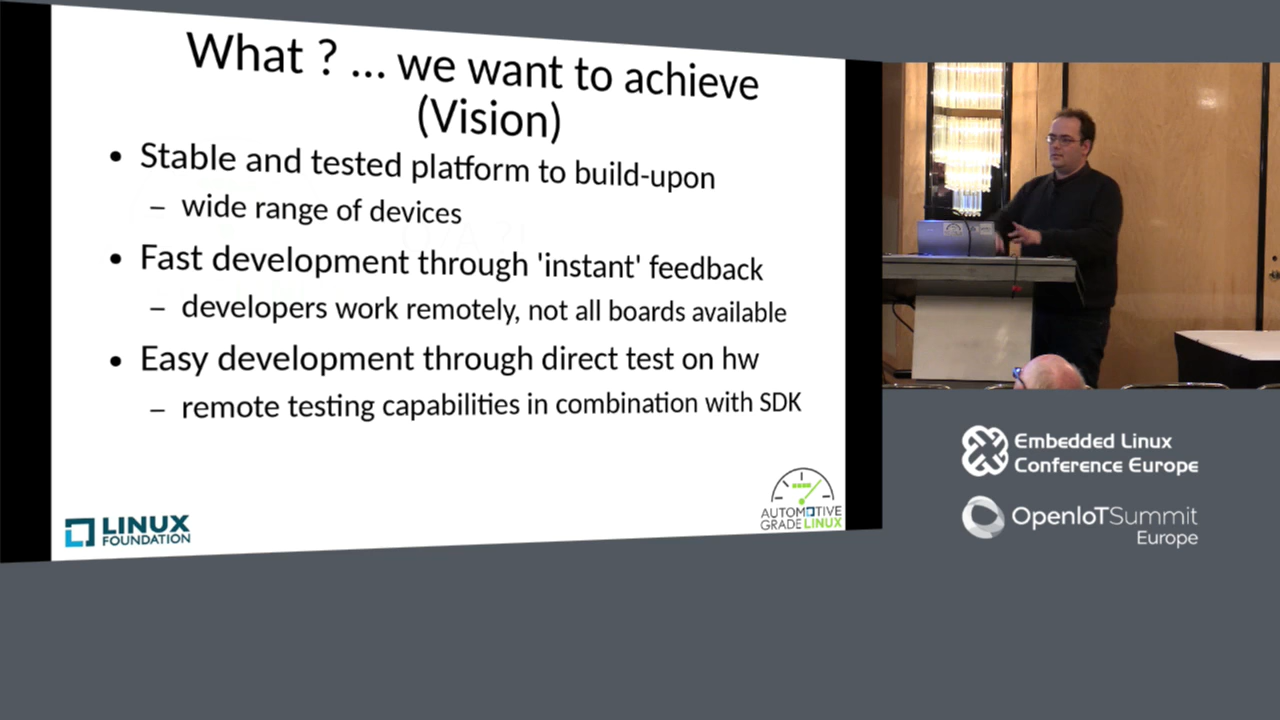 What ? ... we want to achieve
(Vision)
• Stable and tested platform to build-upon
– wide range of devices
• Fast development through 'instant' feedback
– developers work remotely, not all boards available
• Easy development through direct test on hw
– remote testing capabilities in combination with SDK
LINUX
FOUNDATION
AUTOMOTIVE
GRADE LINUX
Embedded Linux
Conference Europe
OpenIoTSummit
Europe